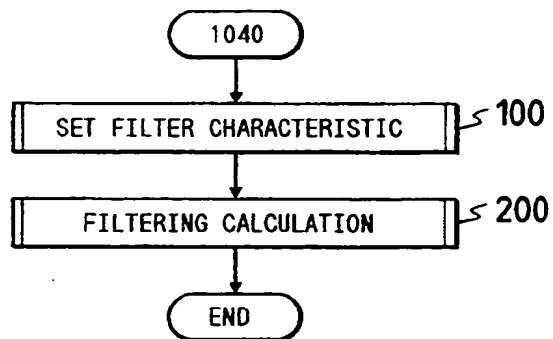 1040
SET FILTER CHARACTERISTIC
100
FILTERING CALCULATION
200
END